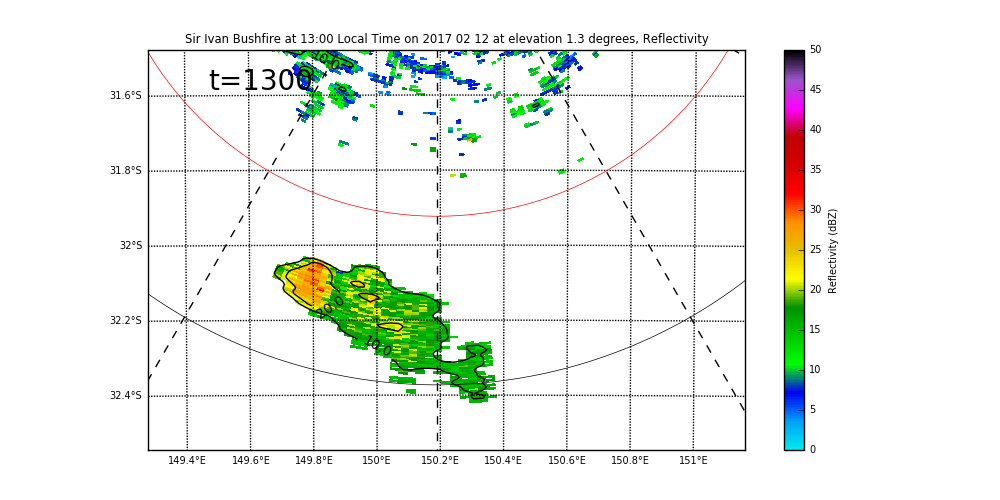 Sir Ivan Bushfire at 13:00 Local Time on 2017 02 12 at elevation 1.3 degrees, Reflectivity
t=1300
10.0
31.6°S
31.8°S
32°S
32.2°S
32.4°S
10.0
10.0
149.4°E 149.6°E 149.8°E 150°E 150.2°E 150.4°E 150.6°E 150.8°E 151°E
50
45
40
35
30
25
20
15
10
5
0
Reflectivity (dBZ)